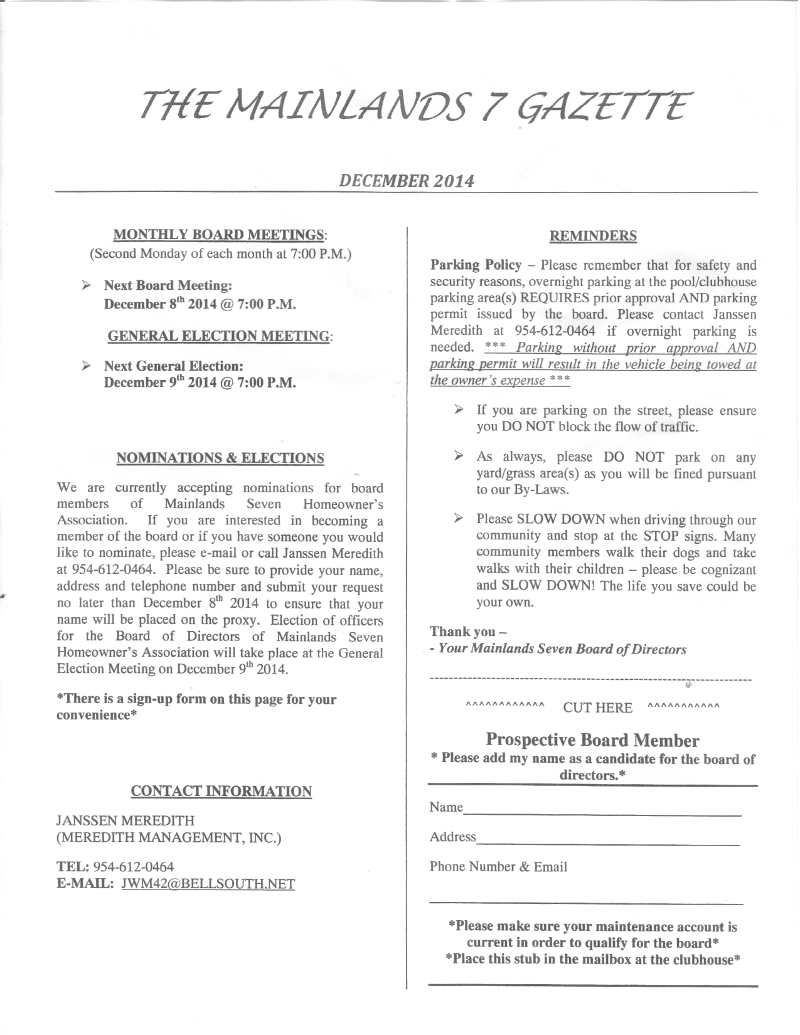 THE MAINLANDS 7 GAZETTE
DECEMBER 2014
MONTHLY BOARD MEETINGS:
(Second Monday of each month at 7:00 P.M.)
➢ Next Board Meeting:
December 8th 2014 @ 7:00 P.M.
GENERAL ELECTION MEETING:
➢ Next General Election:
December 9th 2014 @ 7:00 P.M.
NOMINATIONS & ELECTIONS
We are currently accepting nominations for board
members of Mainlands Seven Homeowner's
Association. If you are interested in becoming a
member of the board or if you have someone you would
like to nominate, please e-mail or call Janssen Meredith
at 954-612-0464. Please be sure to provide your name,
address and telephone number and submit your request
no later than December 8th 2014 to ensure that your
name will be placed on the proxy. Election of officers
for the Board of Directors of Mainlands Seven
Homeowner's Association will take place at the General
Election Meeting on December 9th 2014.
*There is a sign-up form on this page for your
convenience*
CONTACT INFORMATION
JANSSEN MEREDITH
(MEREDITH MANAGEMENT, INC.)
TEL: 954-612-0464
E-MAIL: JWM42@BELLSOUTH.NET
REMINDERS
Parking Policy – Please remember that for safety and
security reasons, overnight parking at the pool/clubhouse
parking area(s) REQUIRES prior approval AND parking
permit issued by the board. Please contact Janssen
Meredith at 954-612-0464 if overnight parking is
needed. *** Parking without prior approval AND
parking permit will result in the vehicle being towed at
the owner's expense ***
➢ If you are parking on the street, please ensure
you DO NOT block the flow of traffic.
➢ As always, please DO NOT park on any
yard/grass area(s) as you will be fined pursuant
to our By-Laws.
➢ Please SLOW DOWN when driving through our
community and stop at the STOP signs. Many
community members walk their dogs and take
walks with their children – please be cognizant
and SLOW DOWN! The life you save could be
your own.
Thank you –
- Your Mainlands Seven Board of Directors
^^^^^^^^^^^^ CUT HERE ^^^^^^^^^^^
Prospective Board Member
* Please add my name as a candidate for the board of
directors.*
Name
Address
Phone Number & Email
*Please make sure your maintenance account is
current in order to qualify for the board*
*Place this stub in the mailbox at the clubhouse*